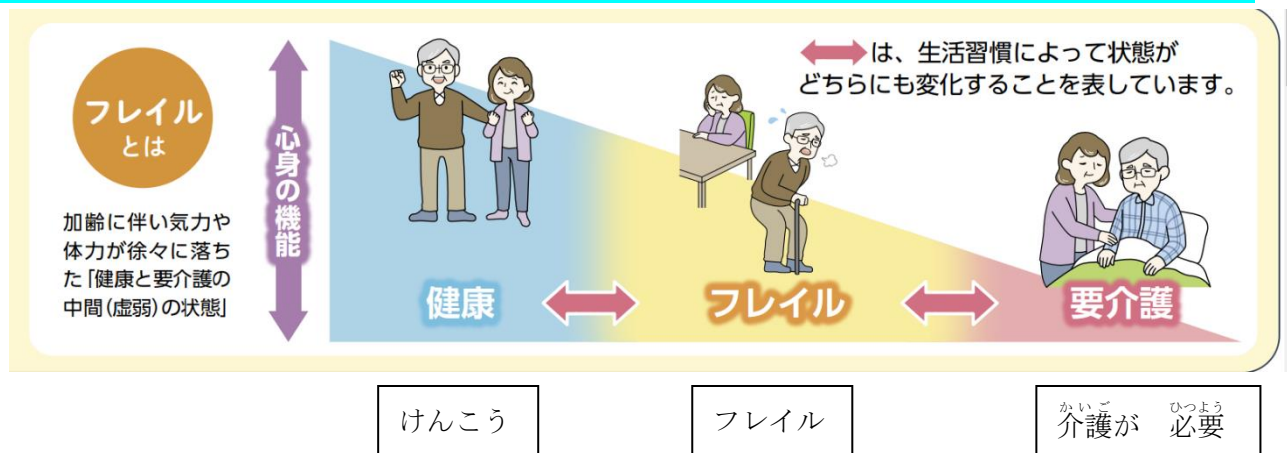 フレイル
とは
加齢に伴い気力や
体力が徐々に落ち
た「健康と要介護の
中間(虚弱)の状態」
心身の機能
⟷は、生活習慣によって状態が
どちらにも変化することを表しています。
健康
フレイル
要介護
けんこう
フレイル
かいご ひつよう
介護が 必要